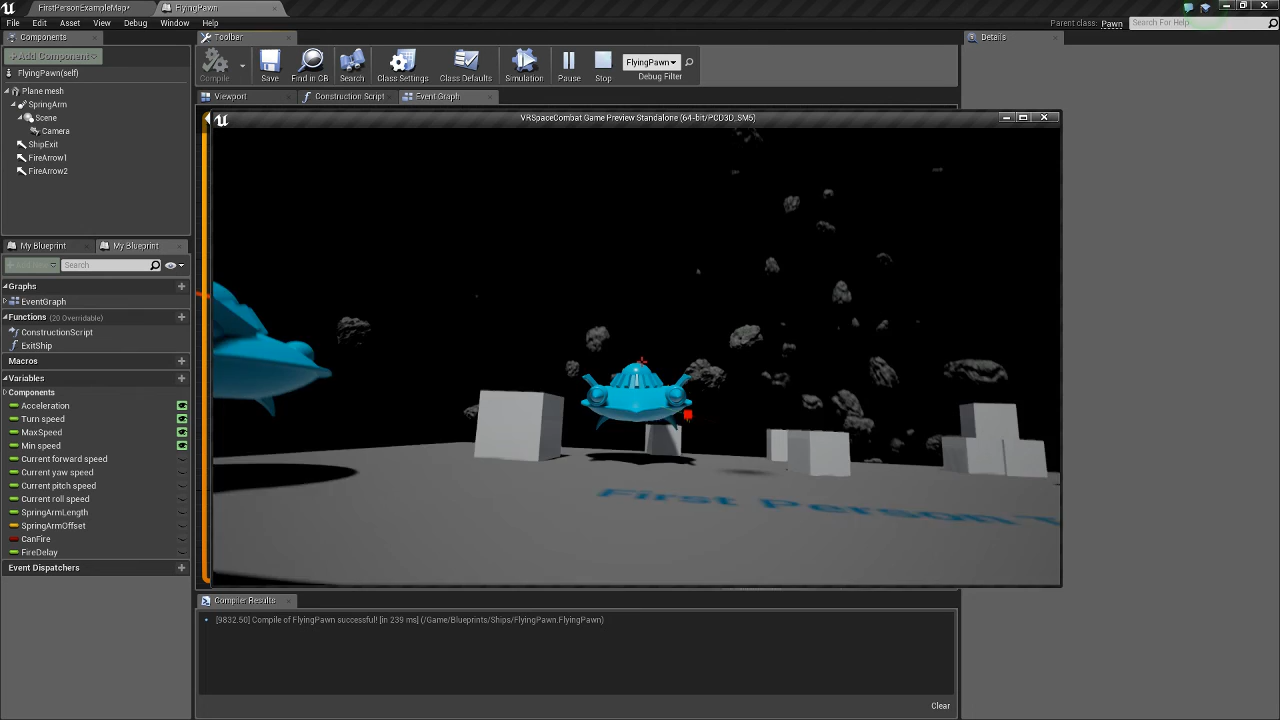 FirstPersonExampleMap*
FlyingPawn
File Edit Asset View Debug Window Help
Parent class: Pawn
Search For Help
Components
Toolbar
Details
+Add Component
Compile
Save
Find in CB
Search
Class Settings
Class Defaults
Simulation
Pause
Stop
FlyingPawn
Debug Filter
FlyingPawn(self)
Plane mesh
SpringArm
Scene
Camera
ShipExit
FireArrow1
FireArrow2
Viewport
Construction Script
Event Graph
VRSpaceCombat Game Preview Standalone (64-bit/PCD3D_SM5)
My Blueprint
My Blueprint
Search
Graphs
EventGraph
Functions (20 Overridable)
ConstructionScript
ExitShip
Macros
Variables
Components
Acceleration
Turn speed
MaxSpeed
Min speed
Current forward speed
Current yaw speed
Current pitch speed
Current roll speed
SpringArmLength
SpringArmOffset
CanFire
FireDelay
Event Dispatchers
First Person
Compiler Results
[9832.50] Compile of FlyingPawn successful! [in 239 ms] (/Game/Blueprints/Ships/FlyingPawn.FlyingPawn)
Clear